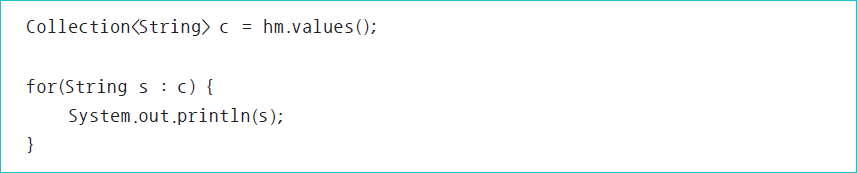 Collection<String> c = hm.values();
for(String s : c) {
System.out.println(s);
}